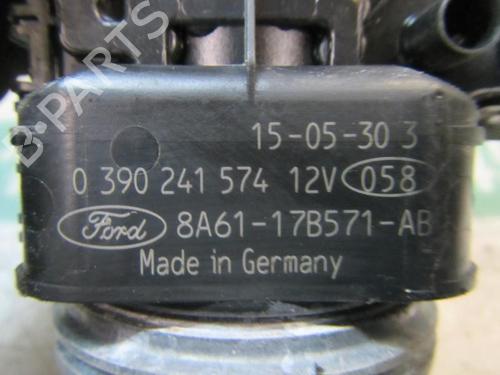 B-PARTS
15-05-30 3
0 390 241 574 12V 058
Ford 8A61-17B571-AB
Made in Germany